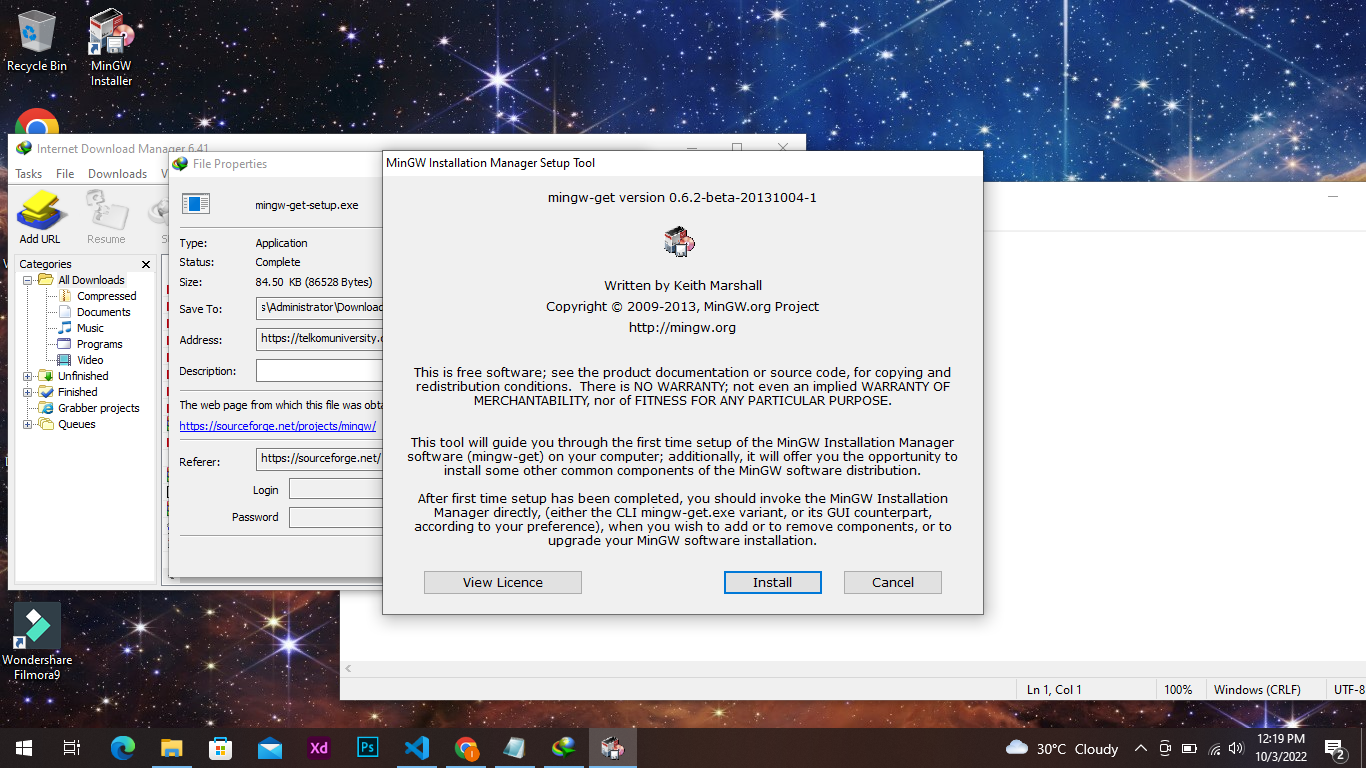 Recycle Bin
MinGW
Installer
Internet Download Manager 6.41
Tasks File Downloads
Add URL
Resume
Categories
All Downloads
Compressed
Documents
Music
Programs
Video
Unfinished
Finished
Grabber projects
Queues
File Properties
mingw-get-setup.exe
Type: Application
Status: Complete
Size: 84.50 KB (86528 Bytes)
Save To: s\Administrator\Download
Address: https://telkomuniversity.
Description:
The web page from which this file was obta
https://sourceforge.net/projects/mingw/
Referer: https://sourceforge.net/
Login
Password
MinGW Installation Manager Setup Tool
mingw-get version 0.6.2-beta-20131004-1
Written by Keith Marshall
Copyright © 2009-2013, MinGW.org Project
http://mingw.org
This is free software; see the product documentation or source code, for copying and
redistribution conditions. There is NO WARRANTY; not even an implied WARRANTY OF
MERCHANTABILITY, nor of FITNESS FOR ANY PARTICULAR PURPOSE.
This tool will guide you through the first time setup of the MinGW Installation Manager
software (mingw-get) on your computer; additionally, it will offer you the opportunity to
install some other common components of the MinGW software distribution.
After first time setup has been completed, you should invoke the MinGW Installation
Manager directly, (either the CLI mingw-get.exe variant, or its GUI counterpart,
according to your preference), when you wish to add or to remove components, or to
upgrade your MinGW software installation.
View Licence
Install
Cancel
Wondershare
Filmora9
Ln 1, Col 1
100%
Windows (CRLF)
UTF-8
Xd
Ps
30°C Cloudy
12:19 PM
10/3/2022
2